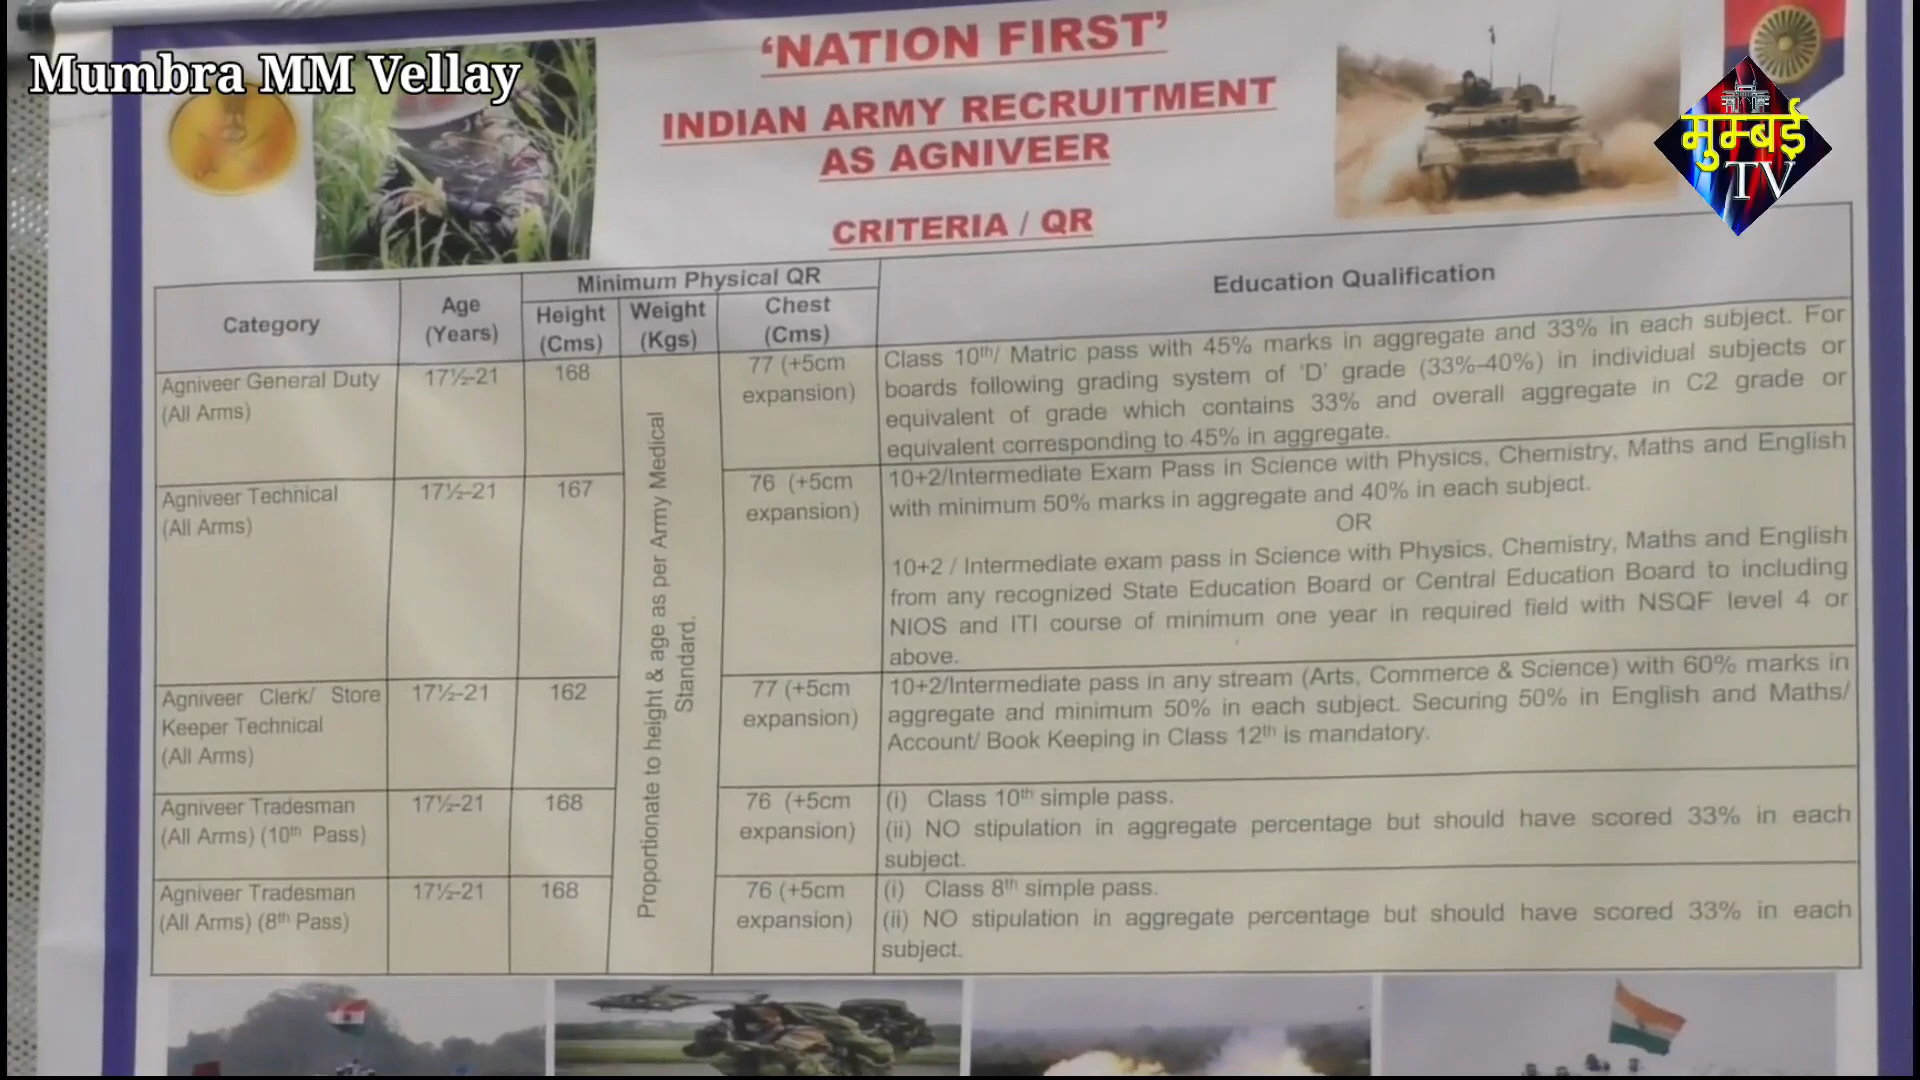 Mumbra MM Vellay
मुम्बई
TV
‘NATION FIRST’
INDIAN ARMY RECRUITMENT
AS AGNIVEER
CRITERIA / QR
Category
Age
(Years)
Minimum Physical QR
Height
(Cms)
Weight
(Kgs)
Chest
(Cms)
Education Qualification
Agniveer General Duty
(All Arms)
17½-21
168
77 (+5cm
expansion)
Class 10th/ Matric pass with 45% marks in aggregate and 33% in each subject. For
boards following grading system of 'D' grade (33%-40%) in individual subjects or
equivalent of grade which contains 33% and overall aggregate in C2 grade or
equivalent corresponding to 45% in aggregate.
Proportionate to height & age as per Army Medical
Standard.
Agniveer Technical
(All Arms)
17½-21
167
76 (+5cm
expansion)
10+2/Intermediate Exam Pass in Science with Physics, Chemistry, Maths and English
with minimum 50% marks in aggregate and 40% in each subject.
OR
10+2 / Intermediate exam pass in Science with Physics, Chemistry, Maths and English
from any recognized State Education Board or Central Education Board to including
NIOS and ITI course of minimum one year in required field with NSQF level 4 or
above.
Agniveer Clerk/ Store
Keeper Technical
(All Arms)
17½-21
162
77 (+5cm
expansion)
10+2/Intermediate pass in any stream (Arts, Commerce & Science) with 60% marks in
aggregate and minimum 50% in each subject. Securing 50% in English and Maths/
Account/ Book Keeping in Class 12th is mandatory.
Agniveer Tradesman
(All Arms) (10th Pass)
17½-21
168
76 (+5cm
expansion)
(i) Class 10th simple pass.
(ii) NO stipulation in aggregate percentage but should have scored 33% in each
subject.
Agniveer Tradesman
(All Arms) (8th Pass)
17½-21
168
76 (+5cm
expansion)
(i) Class 8th simple pass.
(ii) NO stipulation in aggregate percentage but should have scored 33% in each
subject.